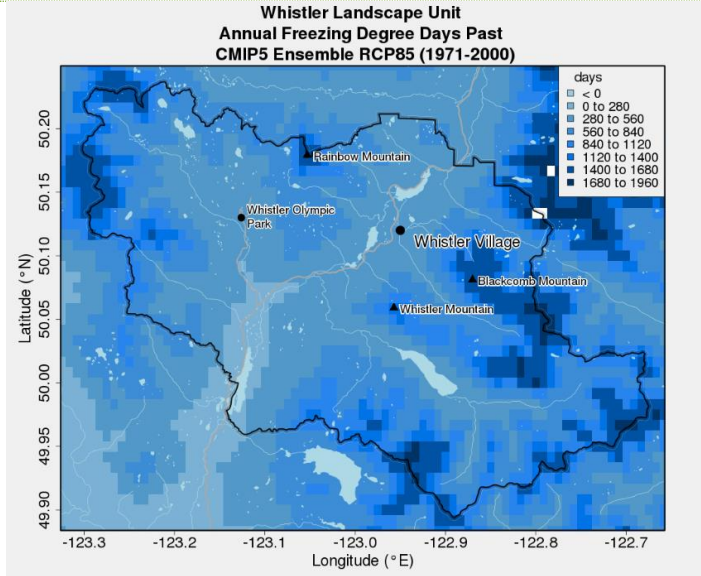 Whistler Landscape Unit
Annual Freezing Degree Days Past
CMIP5 Ensemble RCP85 (1971-2000)
days
< 0
0 to 280
280 to 560
560 to 840
840 to 1120
1120 to 1400
1400 to 1680
1680 to 1960
Rainbow Mountain
Whistler Olympic
Park
Whistler Village
Blackcomb Mountain
Whistler Mountain
Latitude (°N)
50.20
50.15
50.10
50.05
50.00
49.95
49.90
-123.3 -123.2 -123.1 -123.0 -122.9 -122.8 -122.7
Longitude (°E)